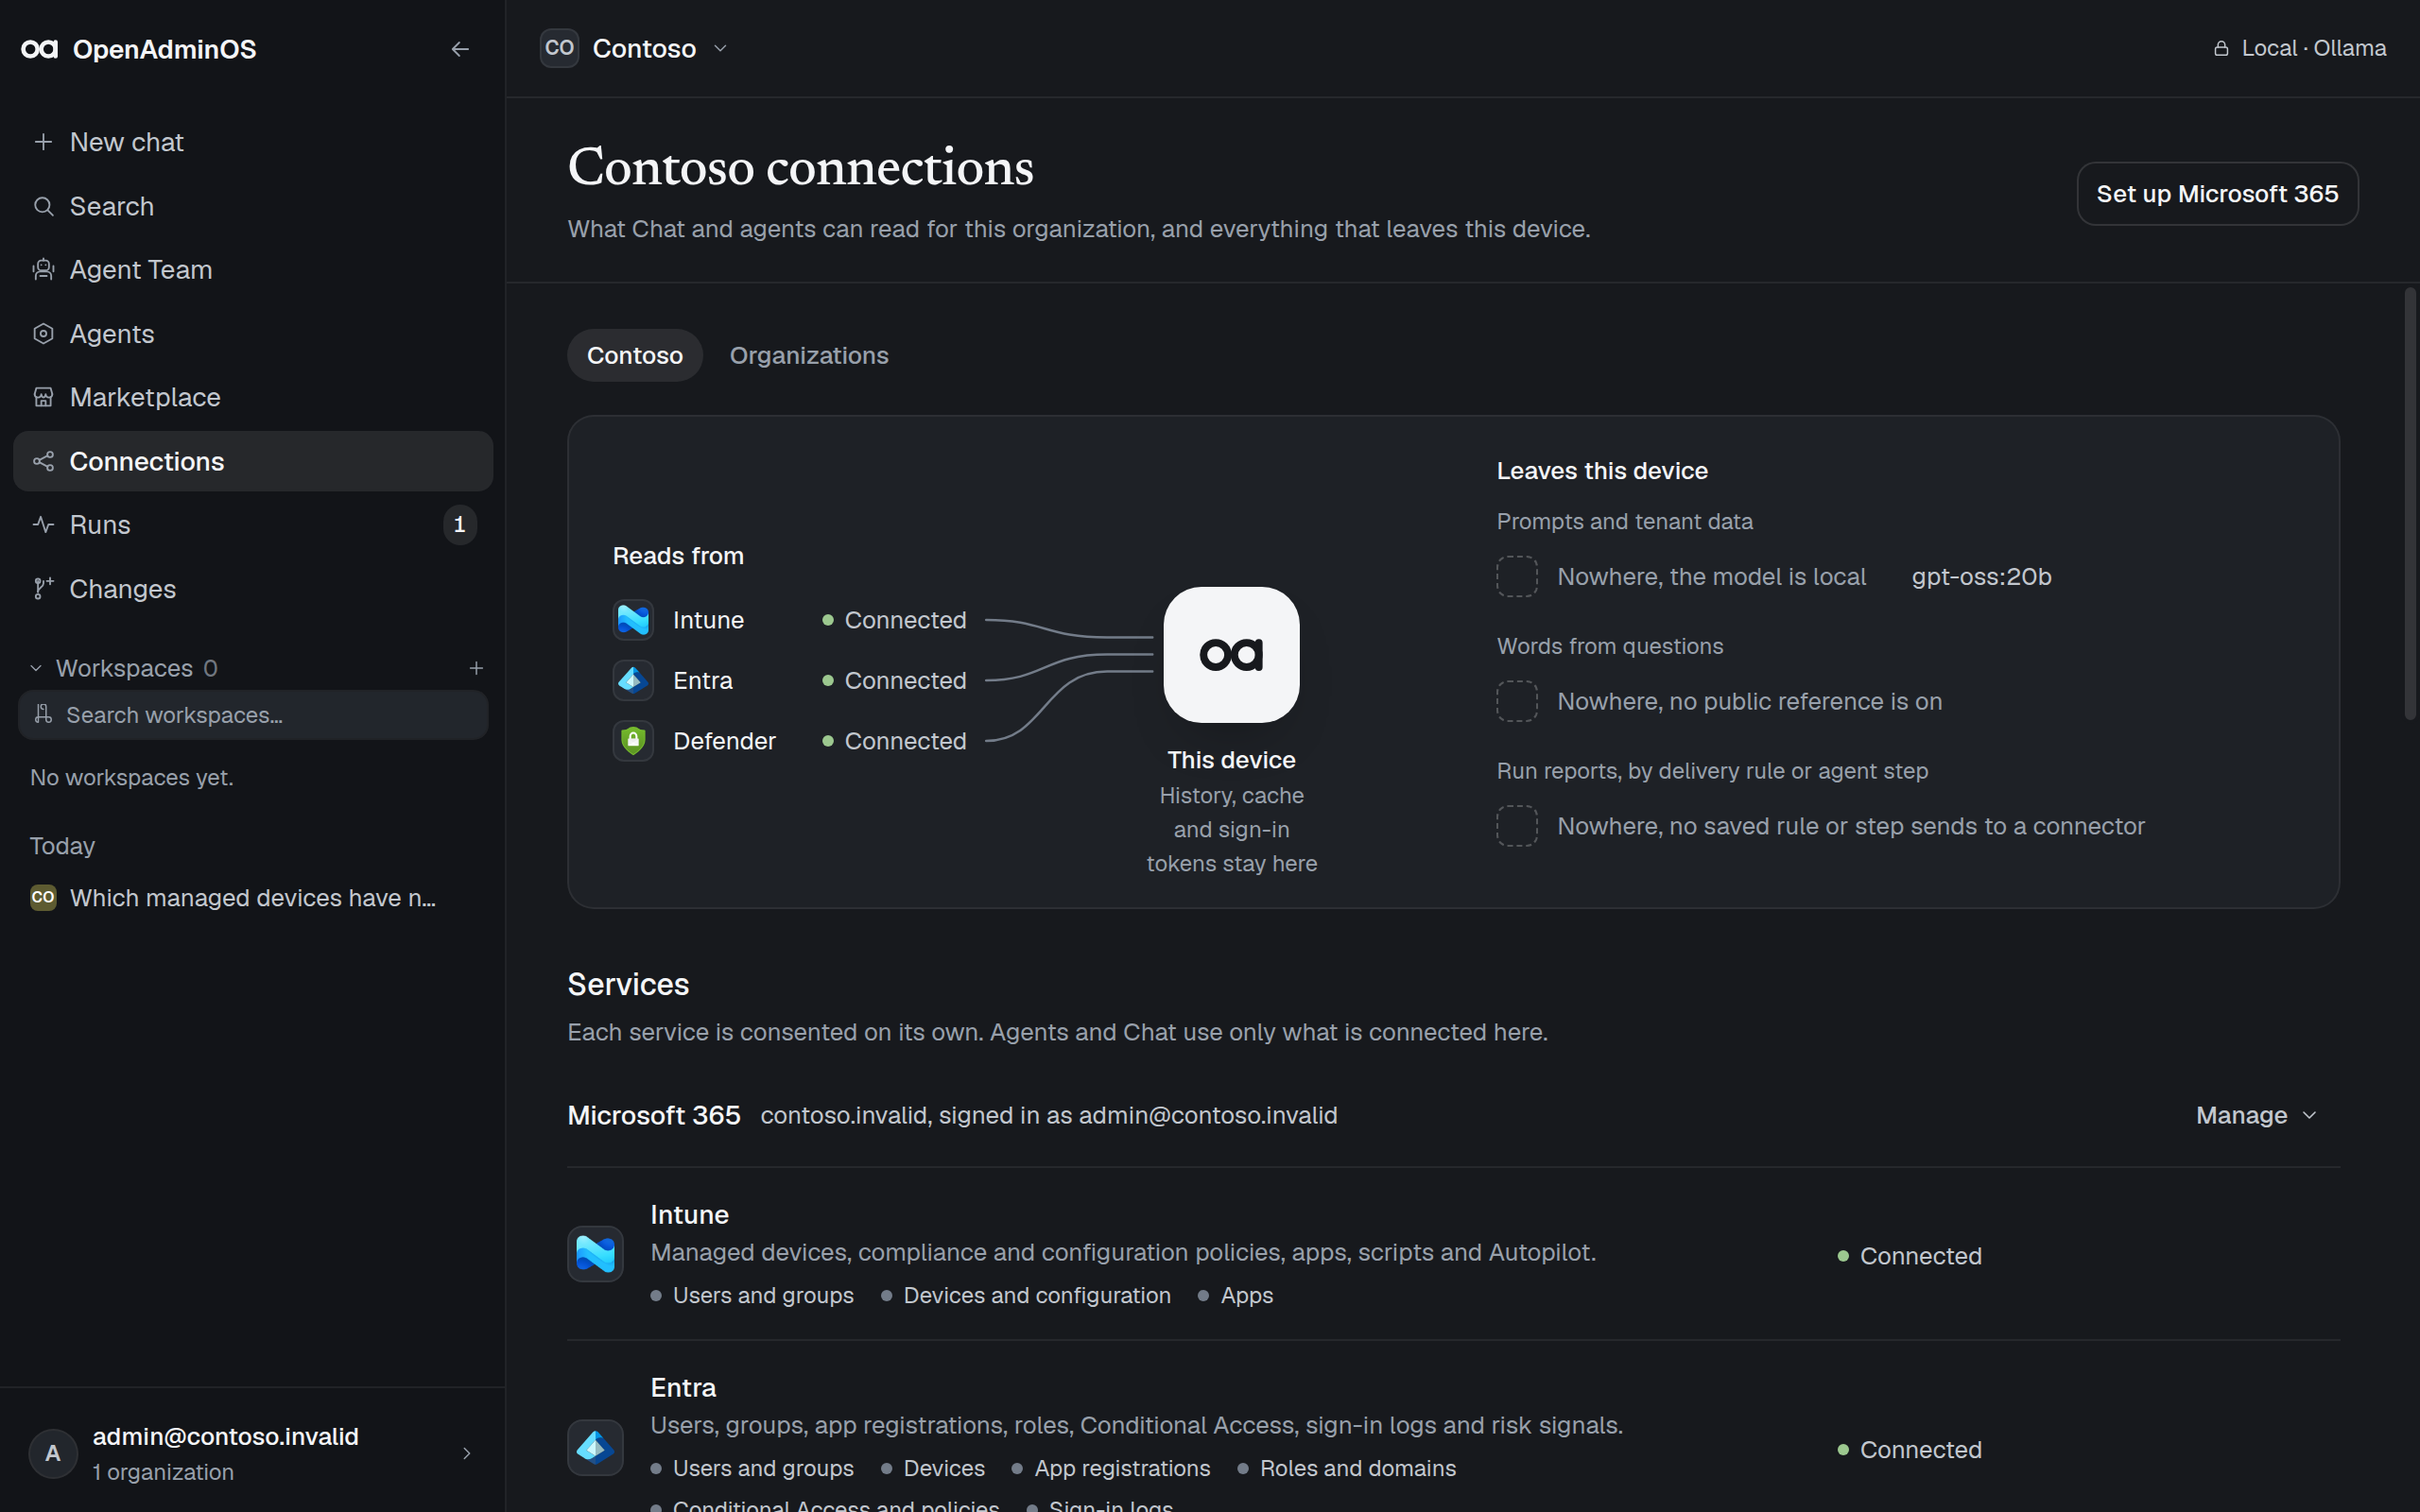 OpenAdminOS
New chat
Search
Agent Team
Agents
Marketplace
Connections
Runs 1
Changes
Workspaces 0
Search workspaces...
No workspaces yet.
Today
CO Which managed devices have n...
A
admin@contoso.invalid
1 organization
CO Contoso
Local · Ollama
Contoso connections
What Chat and agents can read for this organization, and everything that leaves this device.
Set up Microsoft 365
Contoso Organizations
Reads from
Intune Connected
Entra Connected
Defender Connected
oa
This device
History, cache
and sign-in
tokens stay here
Leaves this device
Prompts and tenant data
Nowhere, the model is local gpt-oss:20b
Words from questions
Nowhere, no public reference is on
Run reports, by delivery rule or agent step
Nowhere, no saved rule or step sends to a connector
Services
Each service is consented on its own. Agents and Chat use only what is connected here.
Microsoft 365 contoso.invalid, signed in as admin@contoso.invalid Manage
Intune
Managed devices, compliance and configuration policies, apps, scripts and Autopilot.
Users and groups Devices and configuration Apps
Connected
Entra
Users, groups, app registrations, roles, Conditional Access, sign-in logs and risk signals.
Users and groups Devices App registrations Roles and domains
Conditional Access and policies Sign-in logs
Connected